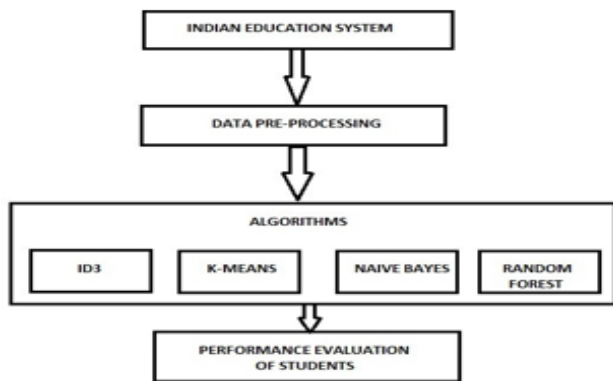 INDIAN EDUCATION SYSTEM
DATA PRE-PROCESSING
ALGORITHMS
ID3
K-MEANS
NAIVE BAYES
RANDOM
FOREST
PERFORMANCE EVALUATION
OF STUDENTS